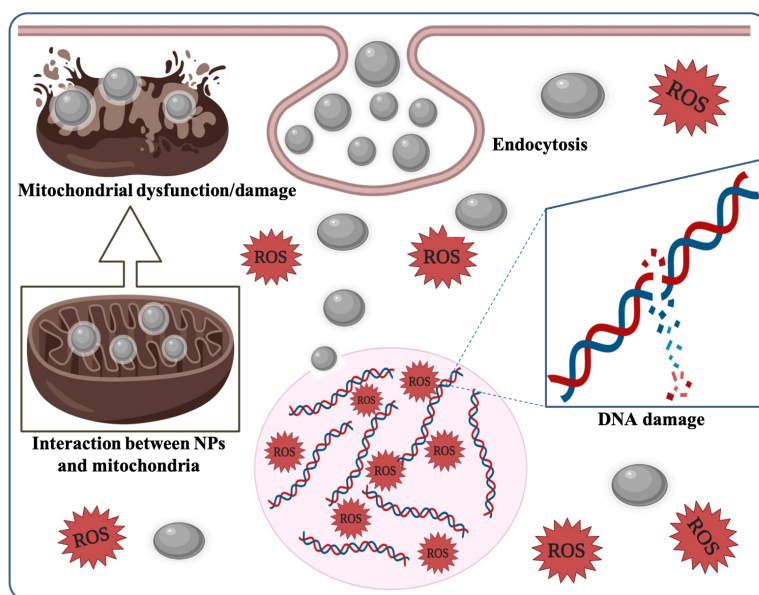 ROS
Endocytosis
Mitochondrial dysfunction/damage
ROS
ROS
Interaction between NPs
and mitochondria
DNA damage
ROS
ROS
ROS
ROS
ROS
ROS
ROS
ROS
ROS
ROS